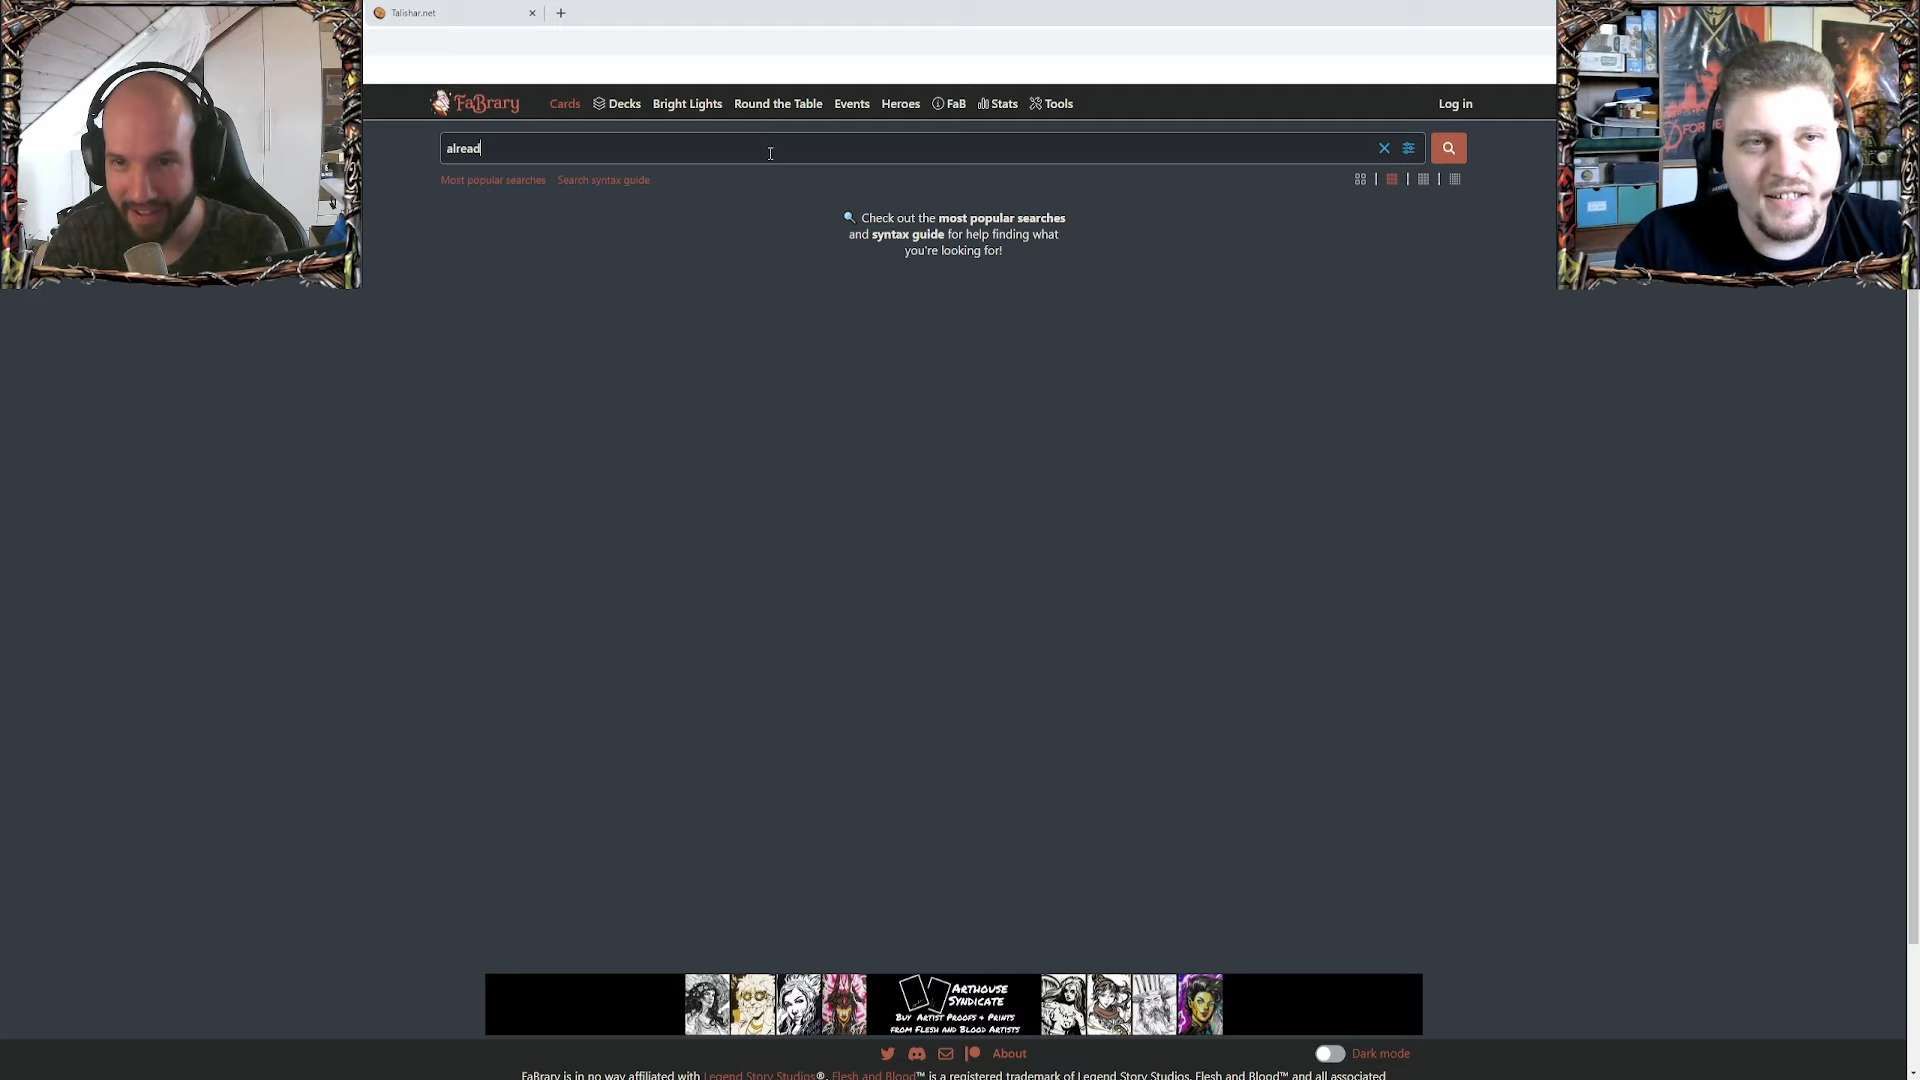 Talishar.net
FaBrary Cards Decks Bright Lights Round the Table Events Heroes FaB Stats Tools Log in
alread
Most popular searches Search syntax guide
Check out the most popular searches
and syntax guide for help finding what
you're looking for!
ARTHOUSE
SYNDICATE
BUY ARTIST PROOFS + PRINTS
FROM FLESH AND BLOOD ARTISTS
About Dark mode
FaBrary is in no way affiliated with Legend Story Studios®. Flesh and Blood™ is a registered trademark of Legend Story Studios. Flesh and Blood™ and all associated